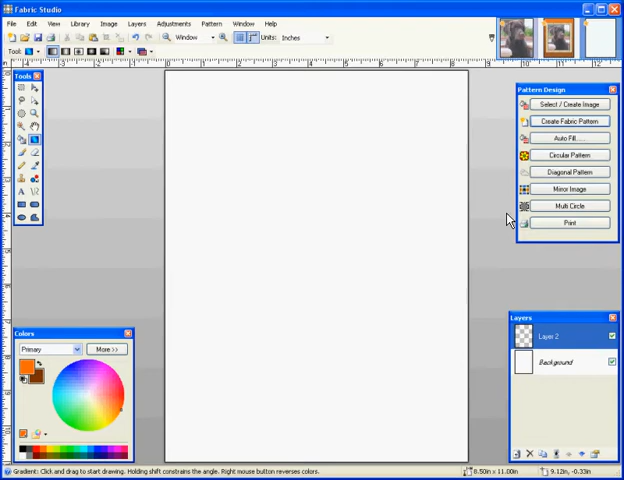 Fabric Studio
File Edit View Library Image Layers Adjustments Pattern Window Help
Window Units: Inches
Tool:
Tools
Pattern Design
Select / Create Image
Create Fabric Pattern
Auto Fill....
Circular Pattern
Diagonal Pattern
Mirror Image
Multi Circle
Print
Colors
Primary More >>
Layers
Layer 2
Background
Gradient: Click and drag to start drawing. Holding shift constrains the angle. Right mouse button reverses colors. 8.50in x 11.00in 9.12in, -0.33in